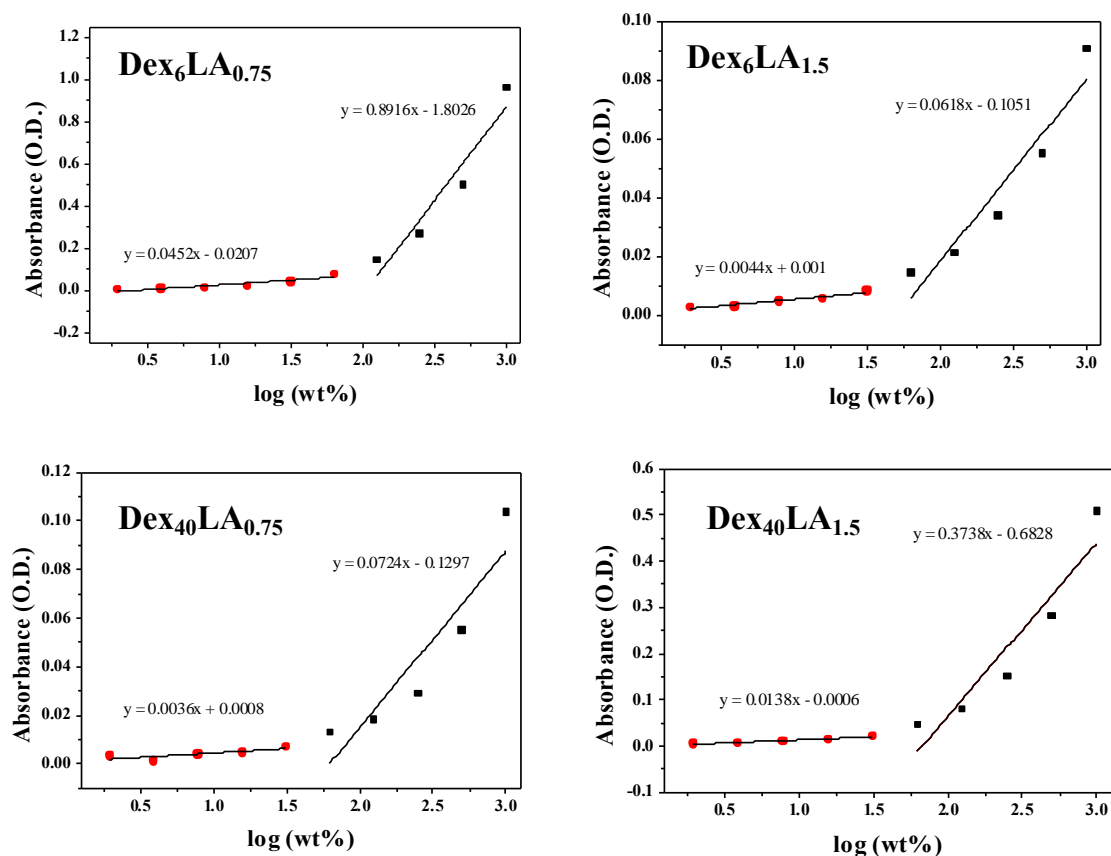 Dex6LA0.75
y = 0.8916x - 1.8026
y = 0.0452x - 0.0207
Absorbance (O.D.)
1.2
1.0
0.8
0.6
0.4
0.2
0.0
-0.2
0.5 1.0 1.5 2.0 2.5 3.0
log (wt%)
Dex6LA1.5
y = 0.0618x - 0.1051
y = 0.0044x + 0.001
Absorbance (O.D.)
0.10
0.08
0.06
0.04
0.02
0.00
0.5 1.0 1.5 2.0 2.5 3.0
log (wt%)
Dex40LA0.75
y = 0.0724x - 0.1297
y = 0.0036x + 0.0008
Absorbance (O.D.)
0.12
0.10
0.08
0.06
0.04
0.02
0.00
0.5 1.0 1.5 2.0 2.5 3.0
log (wt%)
Dex40LA1.5
y = 0.3738x - 0.6828
y = 0.0138x - 0.0006
Absorbance (O.D.)
0.6
0.5
0.4
0.3
0.2
0.1
0.0
-0.1
0.5 1.0 1.5 2.0 2.5 3.0
log (wt%)